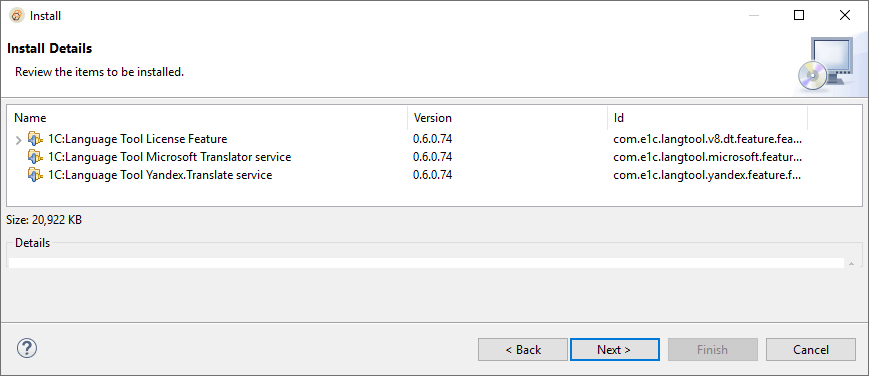 Install
Install Details
Review the items to be installed.
Name Version Id
1C:Language Tool License Feature 0.6.0.74 com.e1c.langtool.v8.dt.feature.fea...
1C:Language Tool Microsoft Translator service 0.6.0.74 com.e1c.langtool.microsoft.featur...
1C:Language Tool Yandex.Translate service 0.6.0.74 com.e1c.langtool.yandex.feature.f...
Size: 20,922 KB
Details
? < Back Next > Finish Cancel